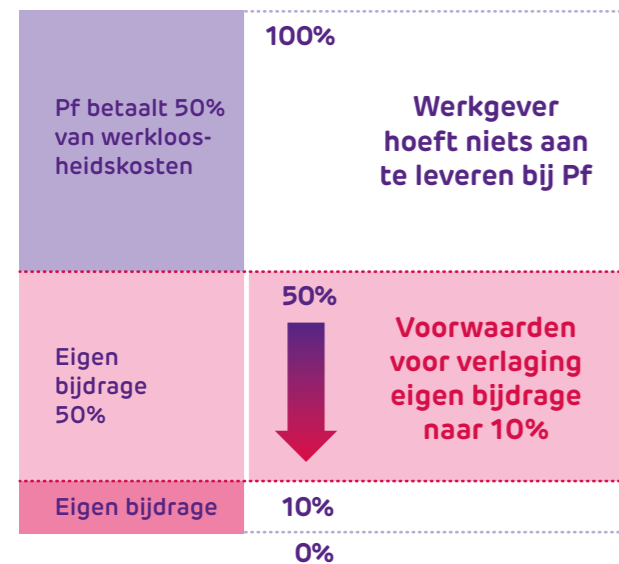 100%
Pf betaalt 50%
van werkloos-
heidskosten
Werkgever
hoeft niets aan
te leveren bij Pf
50%
Eigen
bijdrage
50%
Voorwaarden
voor verlaging
eigen bijdrage
naar 10%
Eigen bijdrage
10%
0%